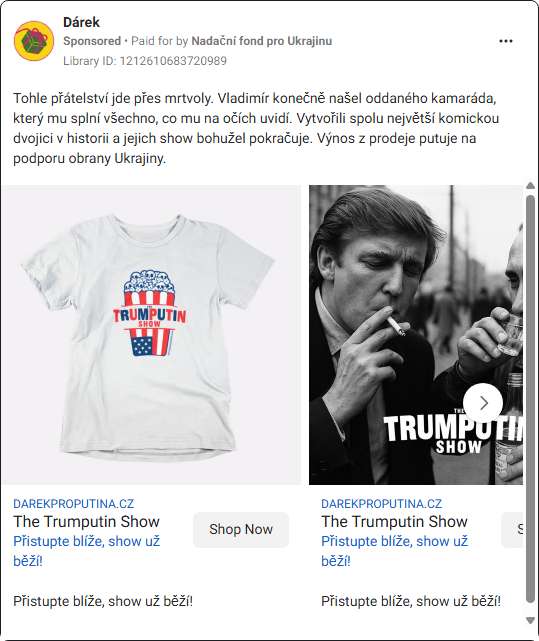 Dárek
Sponsored • Paid for by Nadační fond pro Ukrajinu
Library ID: 1212610683720989
Tohle přátelství jde přes mrtvoly. Vladimír konečně našel oddaného kamaráda,
který mu splní všechno, co mu na očích uvidí. Vytvořili spolu největší komickou
dvojici v historii a jejich show bohužel pokračuje. Výnos z prodeje putuje na
podporu obrany Ukrajiny.
THE
TRUMPUTIN
SHOW
THE
TRUMPUTI
SHOW
DAREKPROPUTINA.CZ
The Trumputin Show
Přistupte blíže, show už
běží!
Shop Now
Přistupte blíže, show už běží!
DAREKPROPUTINA.CZ
The Trumputin Show
Přistupte blíže, show už
běží!
S
Přistupte blíže, show už běží!